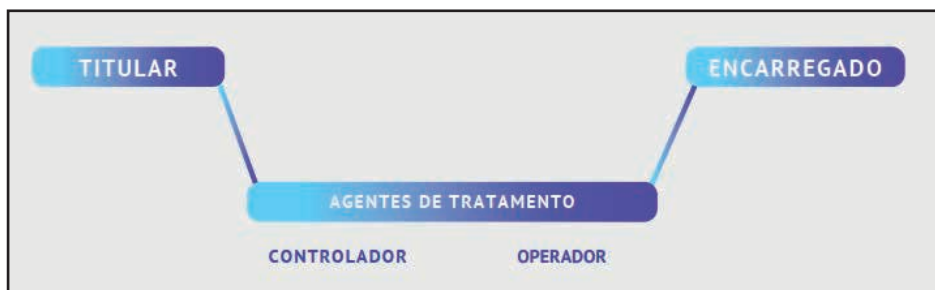 TITULAR
ENCARREGADO
AGENTES DE TRATAMENTO
CONTROLADOR
OPERADOR